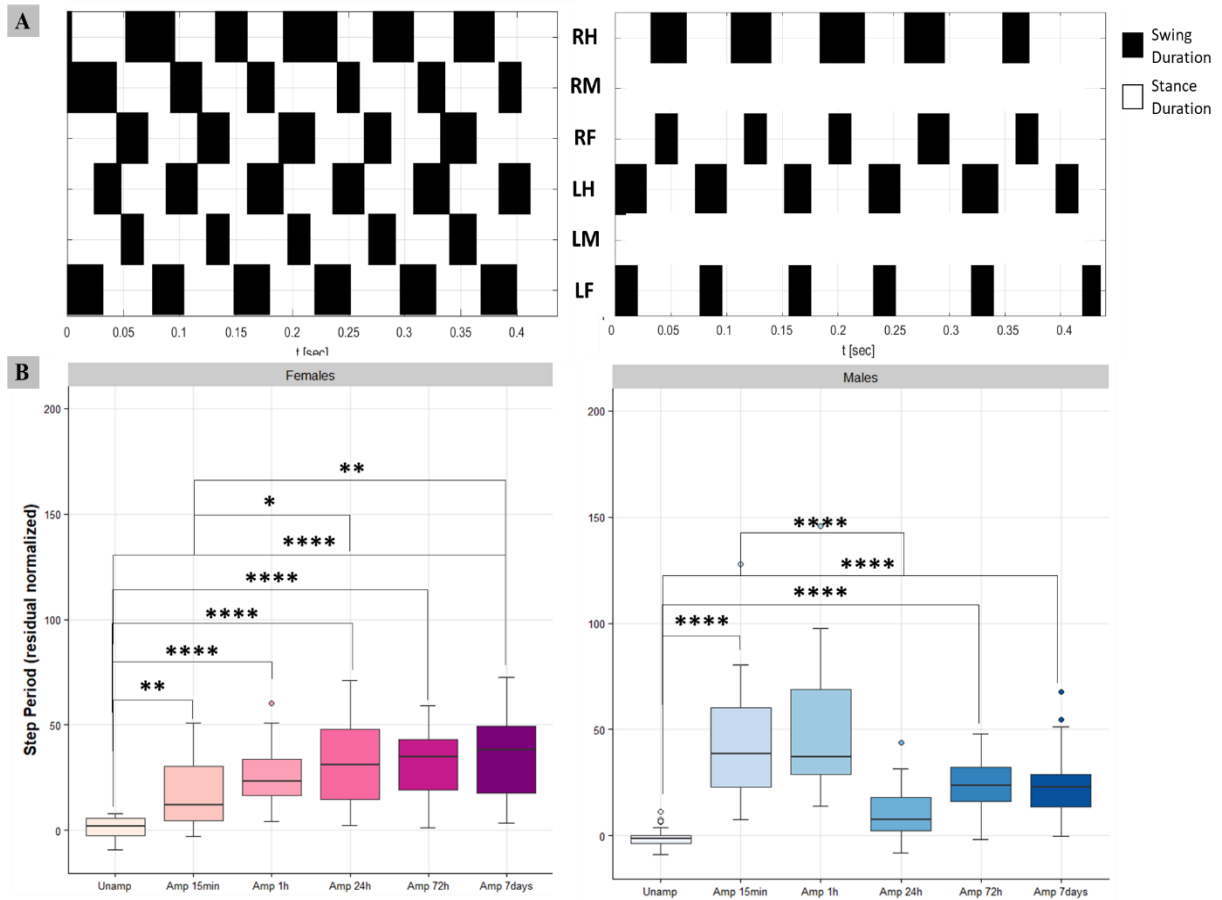 A
RH
RM
RF
LH
LM
LF
Swing
Duration
Stance
Duration
0 0.05 0.1 0.15 0.2 0.25 0.3 0.35 0.4
t [sec]
0 0.05 0.1 0.15 0.2 0.25 0.3 0.35 0.4
t [sec]
B
Females
Step Period (residual normalized)
200
150
100
50
0
**
*
****
****
****
****
**
Unamp Amp 15min Amp 1h Amp 24h Amp 72h Amp 7days
Males
200
150
100
50
0
****
****
****
****
Unamp Amp 15min Amp 1h Amp 24h Amp 72h Amp 7days